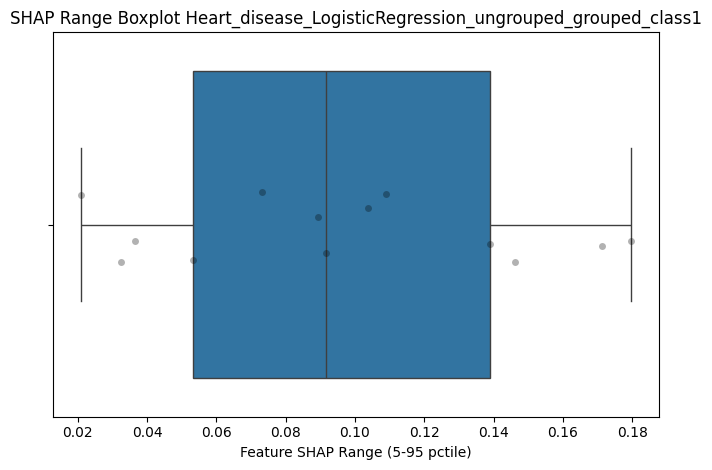 SHAP Range Boxplot Heart_disease_LogisticRegression_ungrouped_grouped_class1
0.02 0.04 0.06 0.08 0.10 0.12 0.14 0.16 0.18
Feature SHAP Range (5-95 pctile)